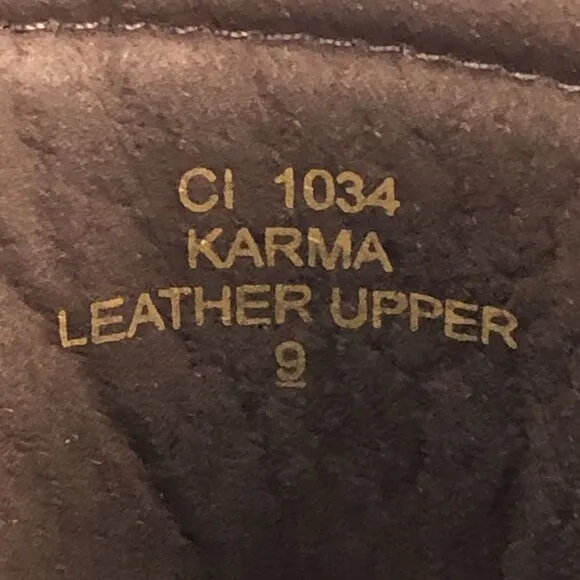 CI 1034
KARMA
LEATHER UPPER
9